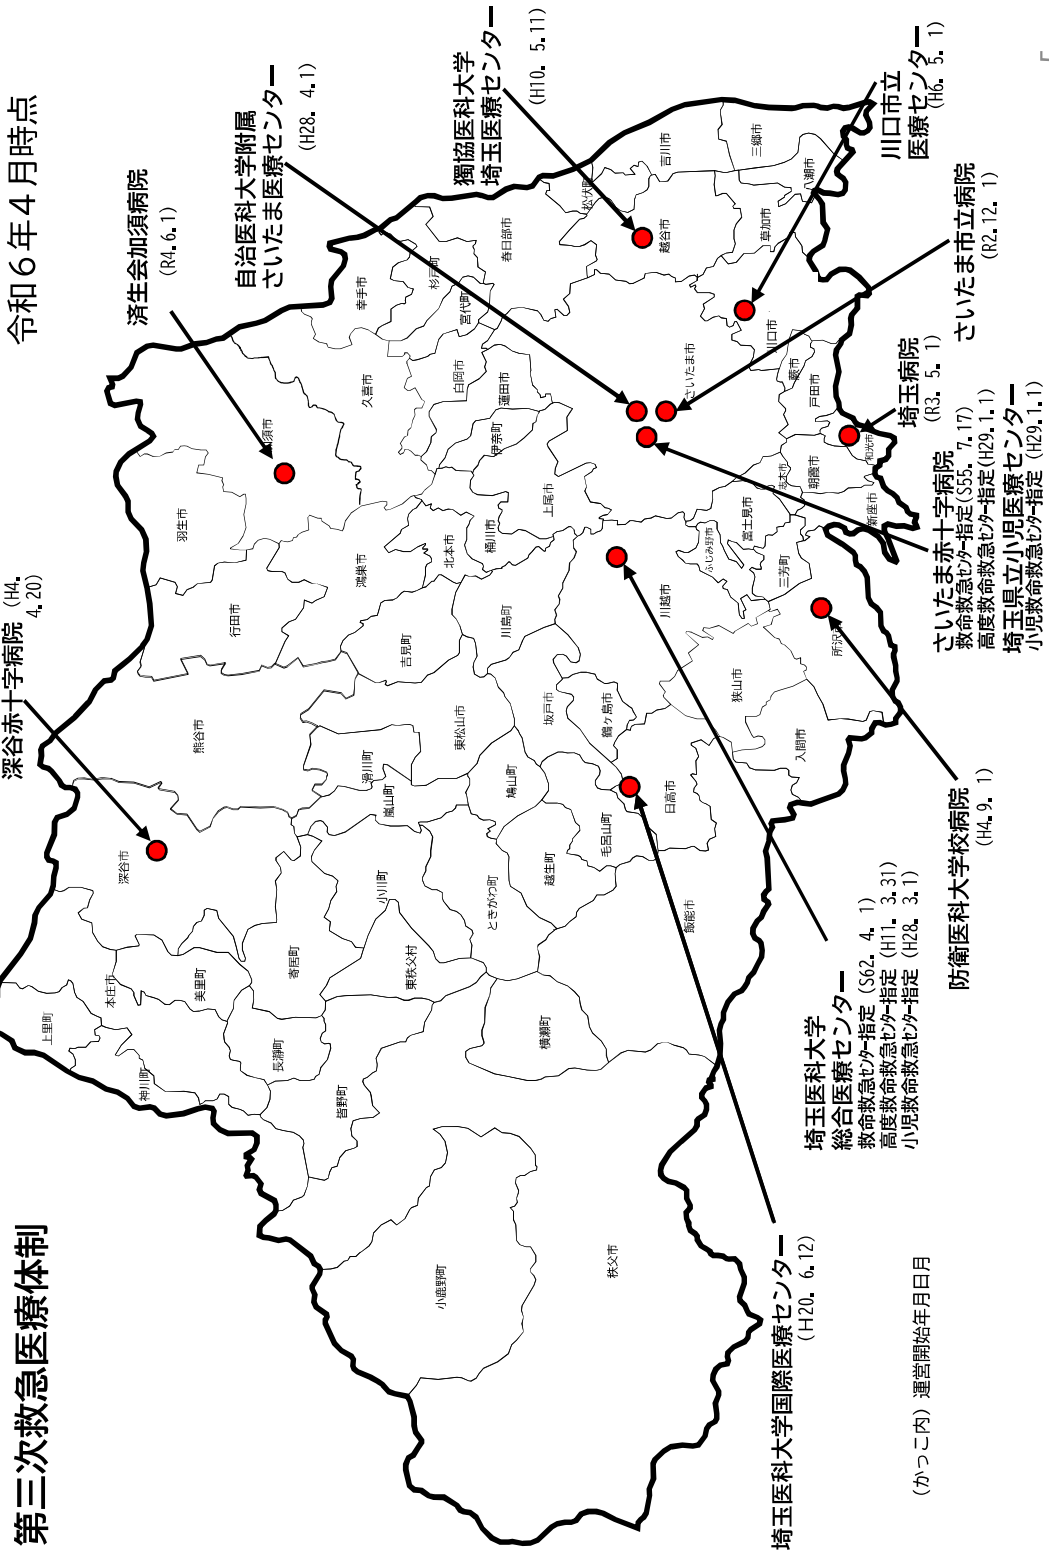 第三次救急医療体制
令和６年４月時点
深谷赤十字病院 (H4.
4.20)
済生会加須病院
(R4.6.1)
自治医科大学附属
さいたま医療センター
(H28. 4.1)
獨協医科大学
埼玉医療センター
(H10. 5.11)
川口市立
医療センター
(H6. 5. 1)
さいたま市立病院
(R2.12. 1)
埼玉病院
(R3. 5. 1)
さいたま赤十字病院
救命救急ｾﾝﾀｰ指定(S55. 7.17)
高度救命救急ｾﾝﾀｰ指定(H29.1.1)
埼玉県立小児医療センター
小児救命救急ｾﾝﾀｰ指定 (H29.1.1)
防衛医科大学校病院
(H4.9. 1)
埼玉医科大学
総合医療センター
救命救急ｾﾝﾀｰ指定 (S62. 4. 1)
高度救命救急ｾﾝﾀｰ指定 (H11. 3.31)
小児救命救急ｾﾝﾀｰ指定 (H28. 3.1)
埼玉医科大学国際医療センター
(H20. 6.12)
(かっこ内) 運営開始年月日月
上里町
神川町
本庄市
美里町
深谷市
熊谷市
行田市
羽生市
加須市
寄居町
長瀞町
皆野町
小鹿野町
秩父市
横瀬町
東秩父村
小川町
ときがわ町
嵐山町
滑川町
東松山市
吉見町
鴻巣市
久喜市
幸手市
杉戸町
宮代町
白岡市
蓮田市
伊奈町
北本市
桶川市
上尾市
川島町
鳩山町
越生町
毛呂山町
坂戸市
鶴ヶ島市
日高市
飯能市
川越市
狭山市
入間市
所沢市
ふじみ野市
富士見市
三芳町
志木市
朝霞市
新座市
和光市
戸田市
蕨市
川口市
さいたま市
春日部市
松伏町
越谷市
吉川市
三郷市
八潮市
草加市